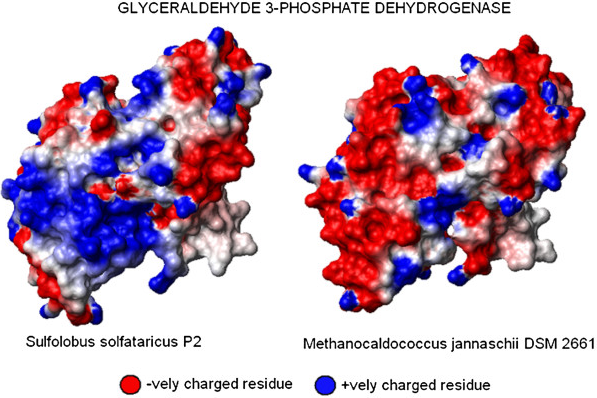 GLYCERALDEHYDE 3-PHOSPHATE DEHYDROGENASE
Sulfolobus solfataricus P2
Methanocaldococcus jannaschii DSM 2661
-vely charged residue
+vely charged residue